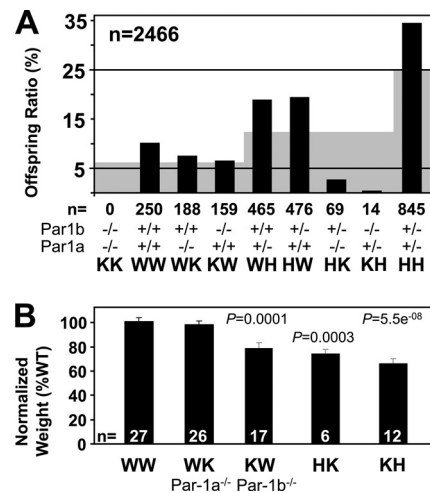 A
n=2466
Offspring Ratio (%)
35
25
15
5
n= 0 250 188 159 465 476 69 14 845
Par1b -/- +/+ +/+ -/- +/+ +/- +/- -/- +/-
Par1a -/- +/+ -/- +/+ +/- +/+ -/- +/- +/-
KK WW WK KW WH HW HK KH HH
B
Normalized
Weight (%WT)
100
80
60
40
20
0
P=0.0001
P=0.0003
P=5.5e-08
n= 27 26 17 6 12
WW WK KW HK KH
Par-1a-/- Par-1b-/-